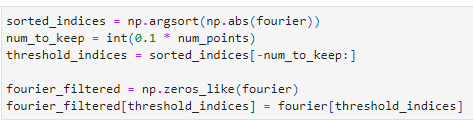 sorted_indices = np.argsort(np.abs(fourier))
num_to_keep = int(0.1 * num_points)
threshold_indices = sorted_indices[-num_to_keep:]
fourier_filtered = np.zeros_like(fourier)
fourier_filtered[threshold_indices] = fourier[threshold_indices]